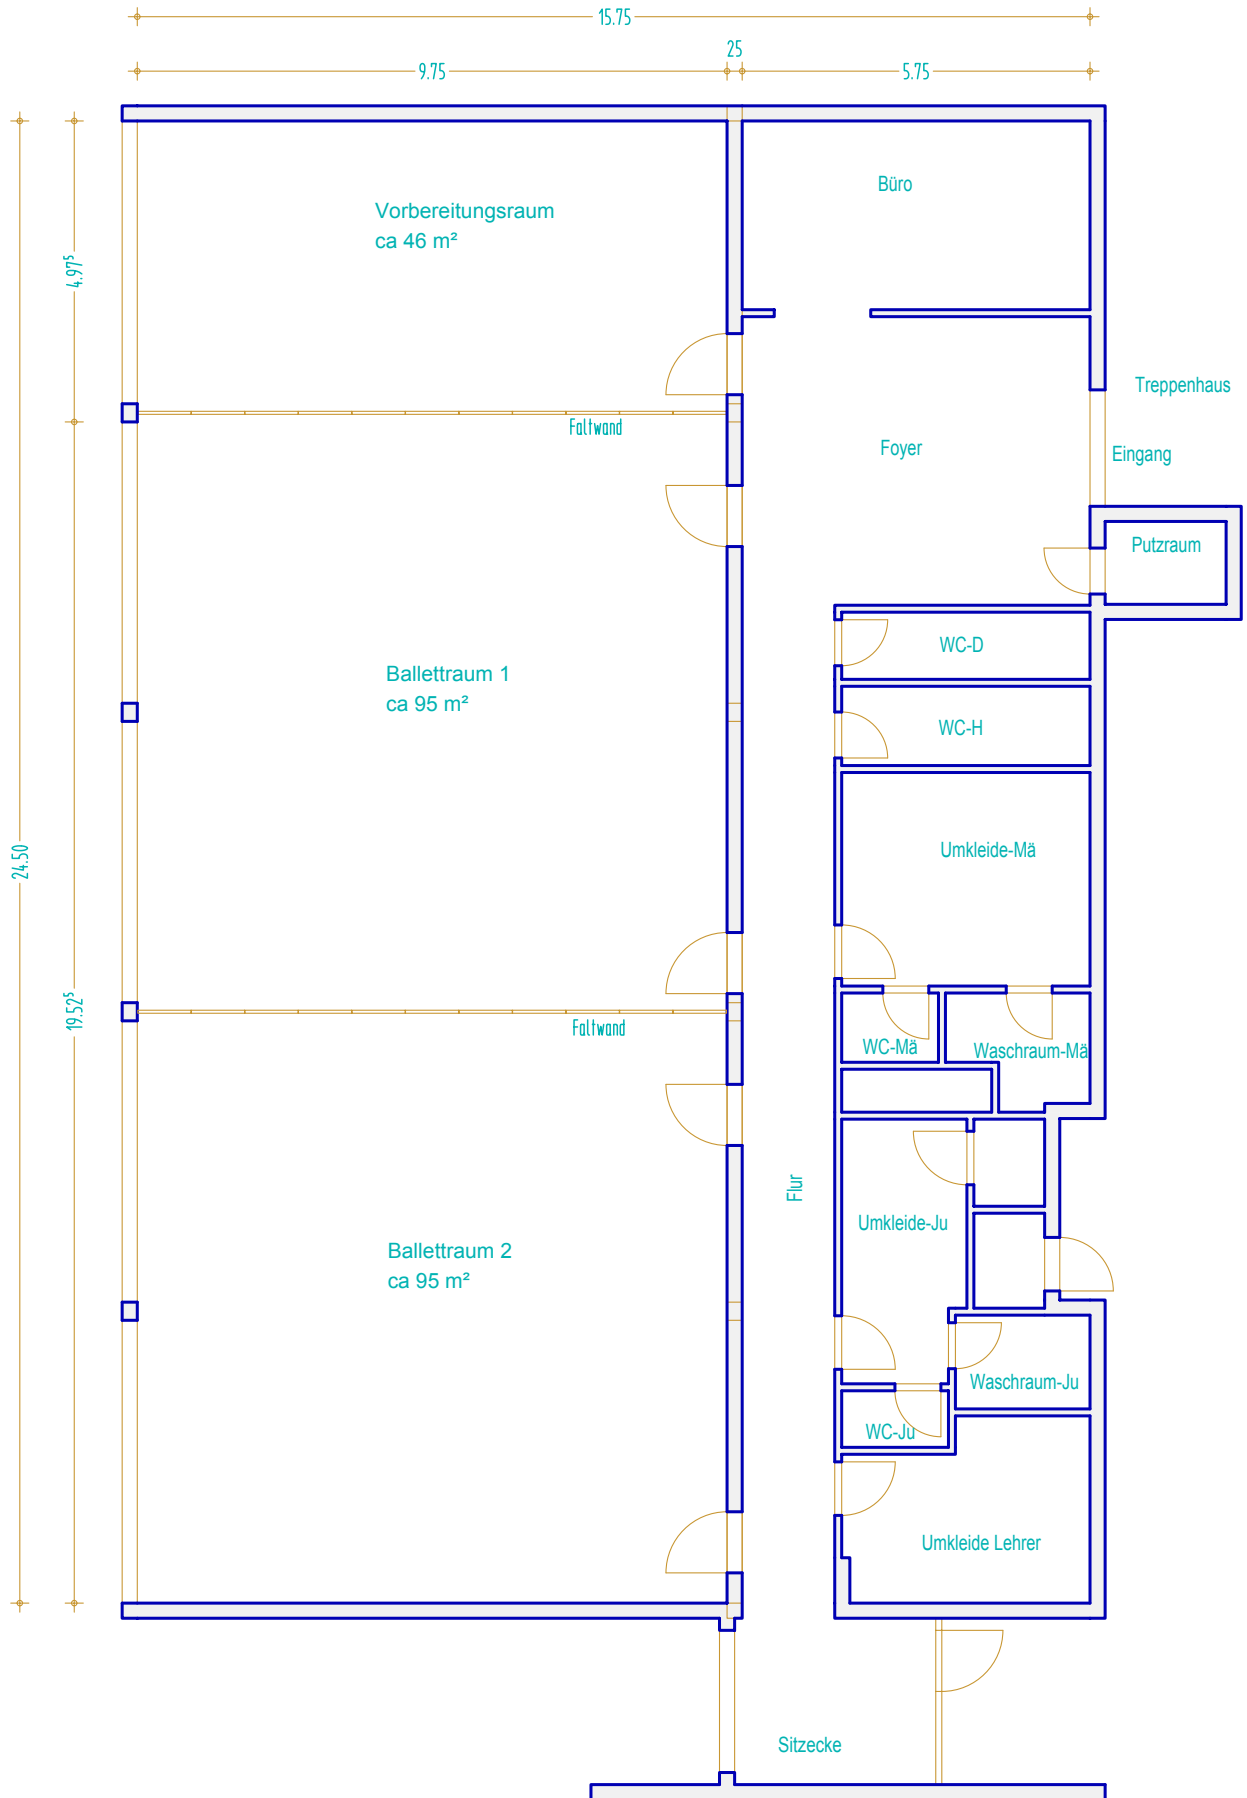 15.75
25
9.75
5.75
Büro
Vorbereitungsraum
ca 46 m²
4.97⁵
Treppenhaus
Faltwand
Foyer
Eingang
Putzraum
WC-D
Ballettraum 1
ca 95 m²
WC-H
Umkleide-Mä
24.50
19.52⁵
Faltwand
WC-Mä
Waschraum-Mä
Flur
Umkleide-Ju
Ballettraum 2
ca 95 m²
Waschraum-Ju
WC-Ju
Umkleide Lehrer
Sitzecke